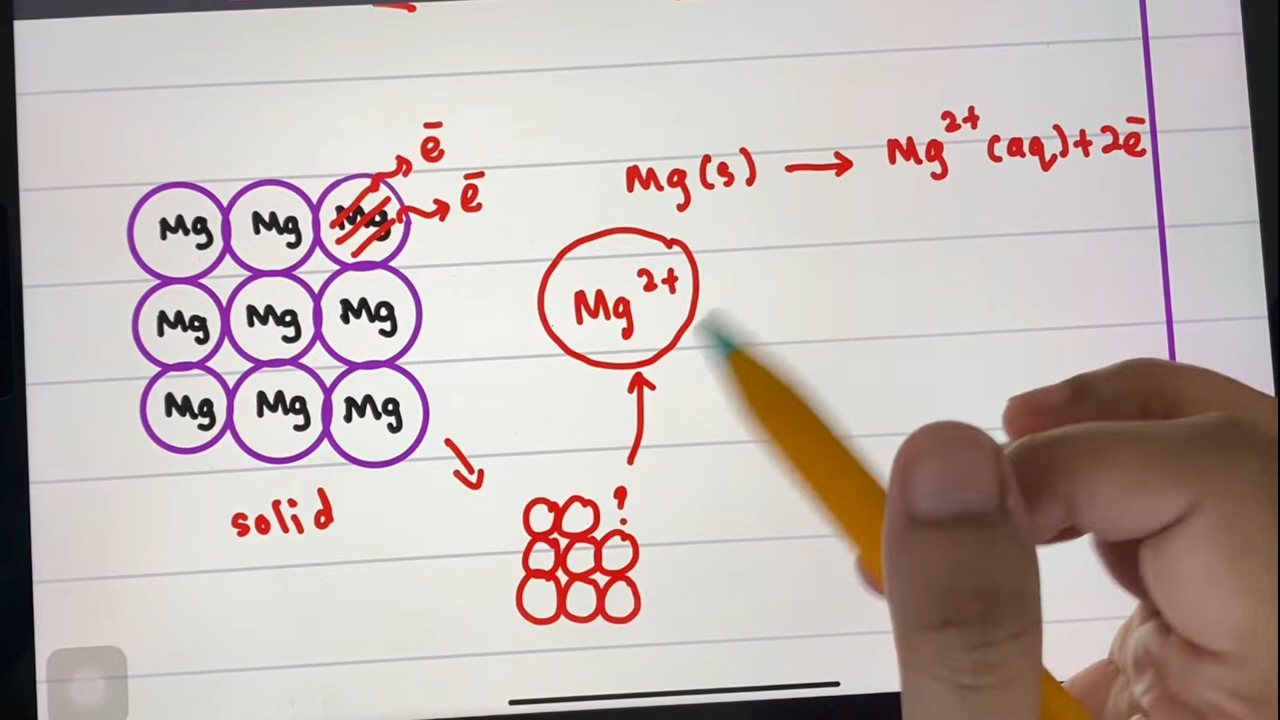 ē
ē
Mg(s) → Mg²⁺ (aq) + 2ē
Mg Mg Mg
Mg Mg Mg
Mg Mg Mg
Mg²⁺
?
solid